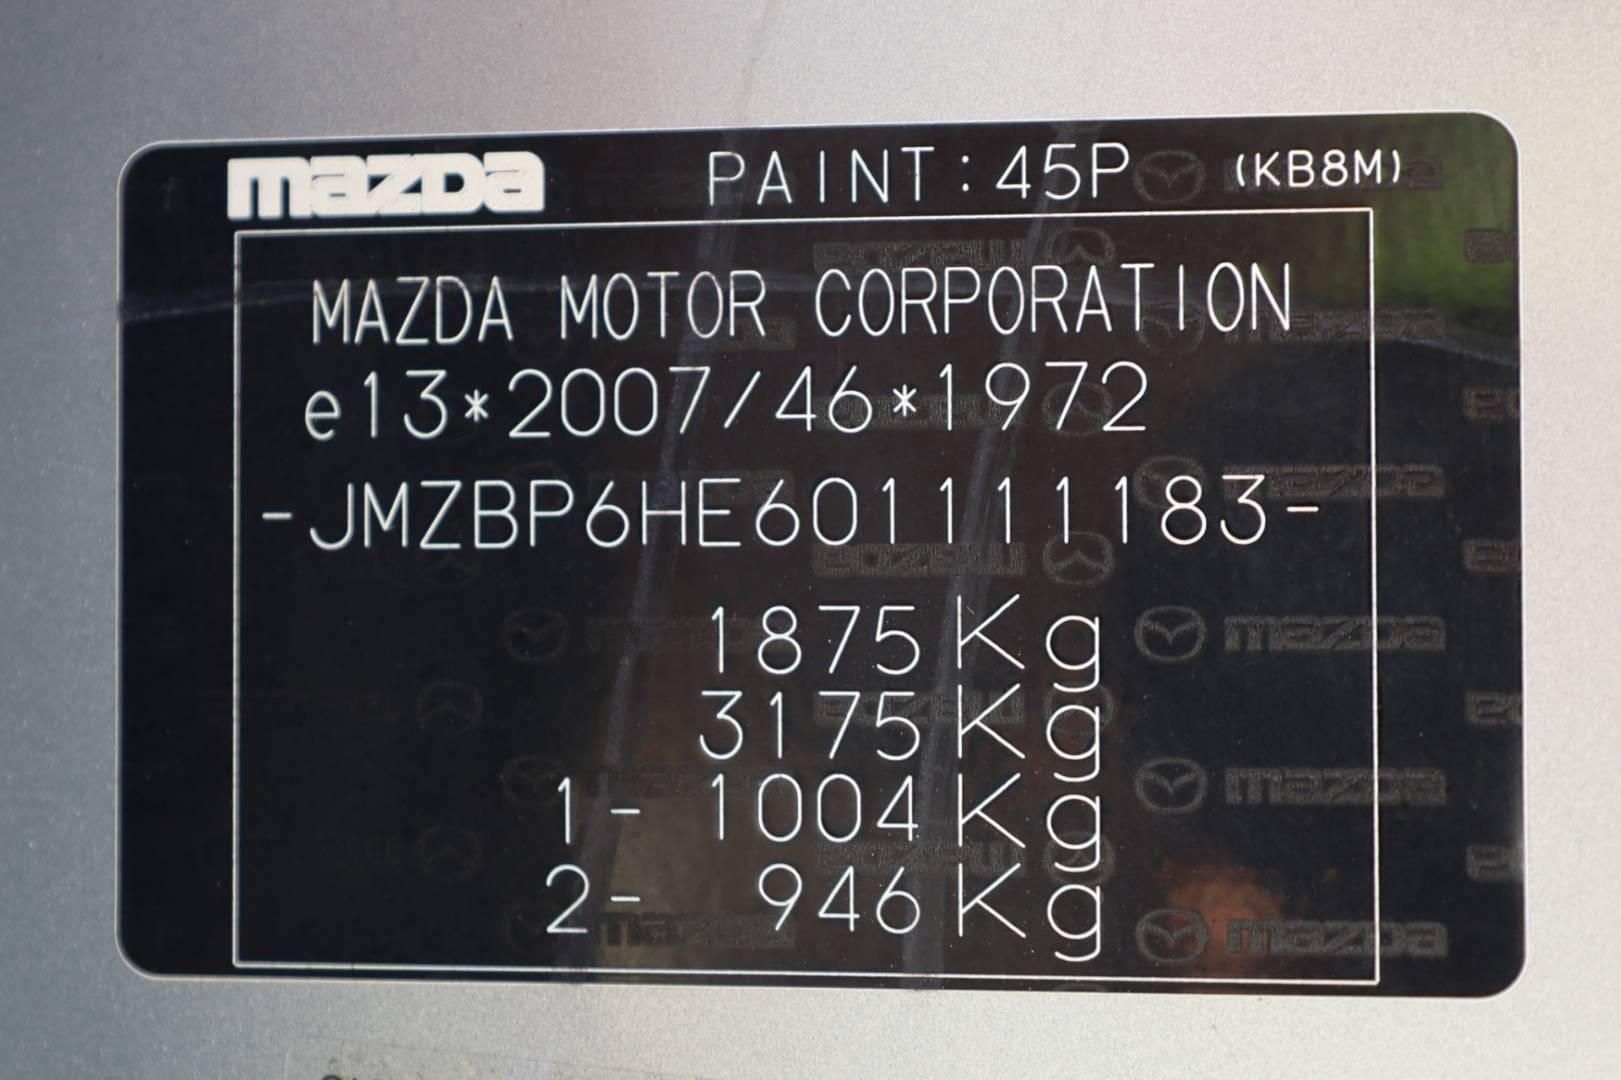 mazda PAINT: 45P (KB8M)
MAZDA MOTOR CORPORATION
e13*2007/46*1972
-JMZBP6HE601111183-
1875Kg
3175Kg
1- 1004Kg
2- 946Kg